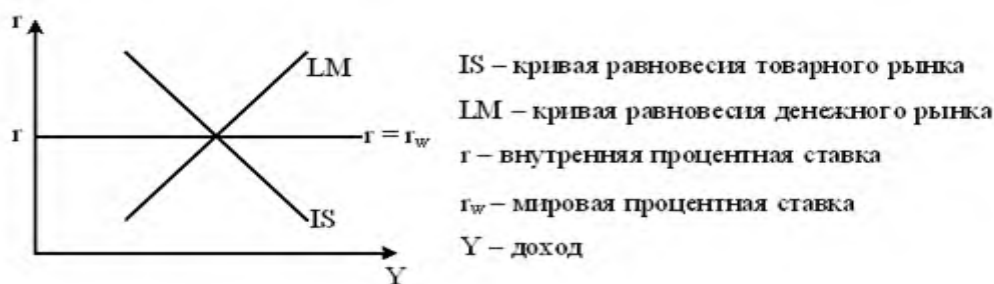 r
LM
r
r = r_w
IS
Y
IS – кривая равновесия товарного рынка
LM – кривая равновесия денежного рынка
r – внутренняя процентная ставка
r_w – мировая процентная ставка
Y – доход